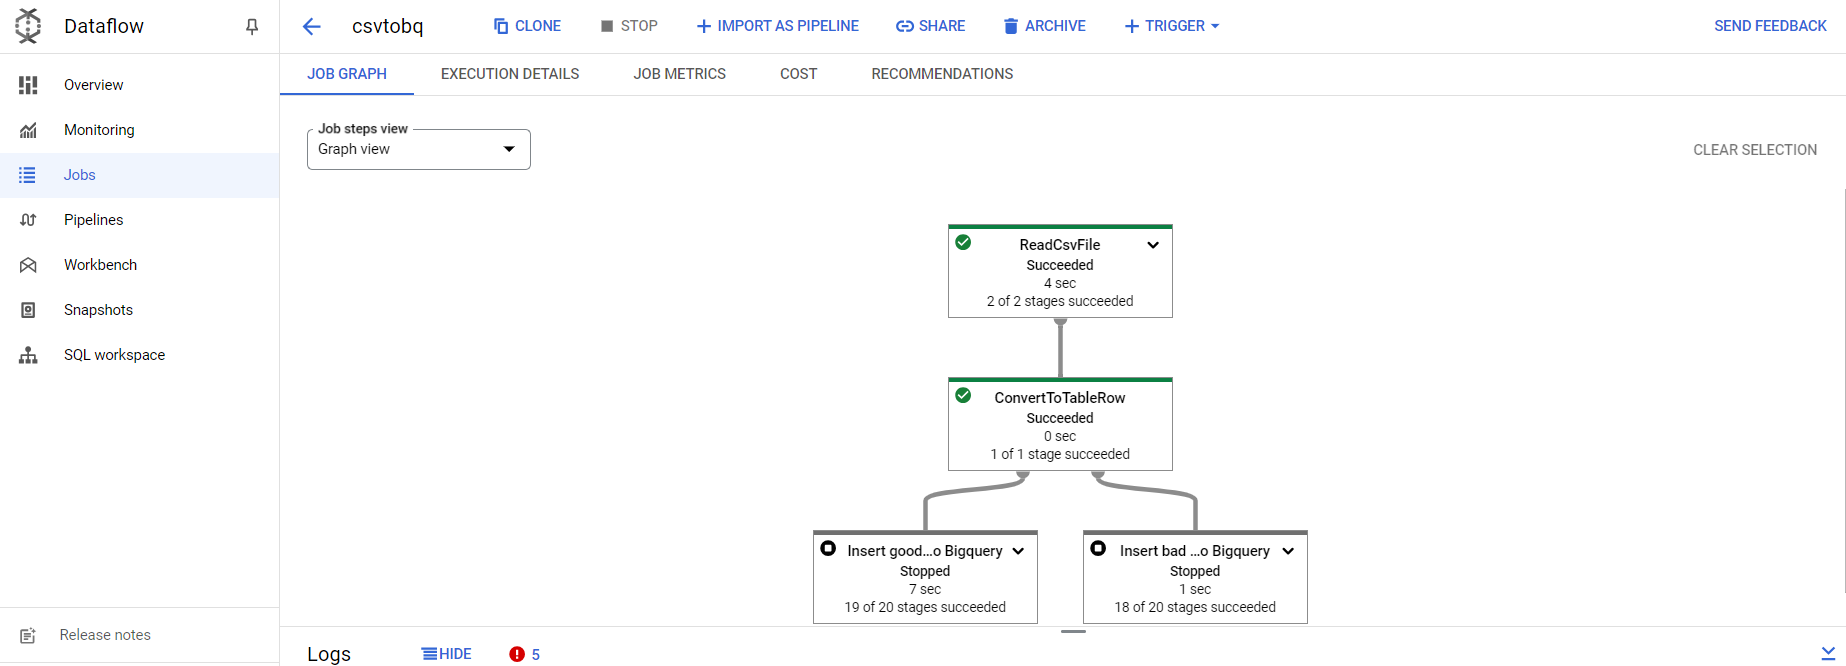 Dataflow
csvtobq
CLONE
STOP
IMPORT AS PIPELINE
SHARE
ARCHIVE
TRIGGER
SEND FEEDBACK
Overview
Monitoring
Jobs
Pipelines
Workbench
Snapshots
SQL workspace
Release notes
JOB GRAPH
EXECUTION DETAILS
JOB METRICS
COST
RECOMMENDATIONS
Job steps view
Graph view
CLEAR SELECTION
ReadCsvFile
Succeeded
4 sec
2 of 2 stages succeeded
ConvertToTableRow
Succeeded
0 sec
1 of 1 stage succeeded
Insert good...o Bigquery
Stopped
7 sec
19 of 20 stages succeeded
Insert bad ...o Bigquery
Stopped
1 sec
18 of 20 stages succeeded
Logs
HIDE
5